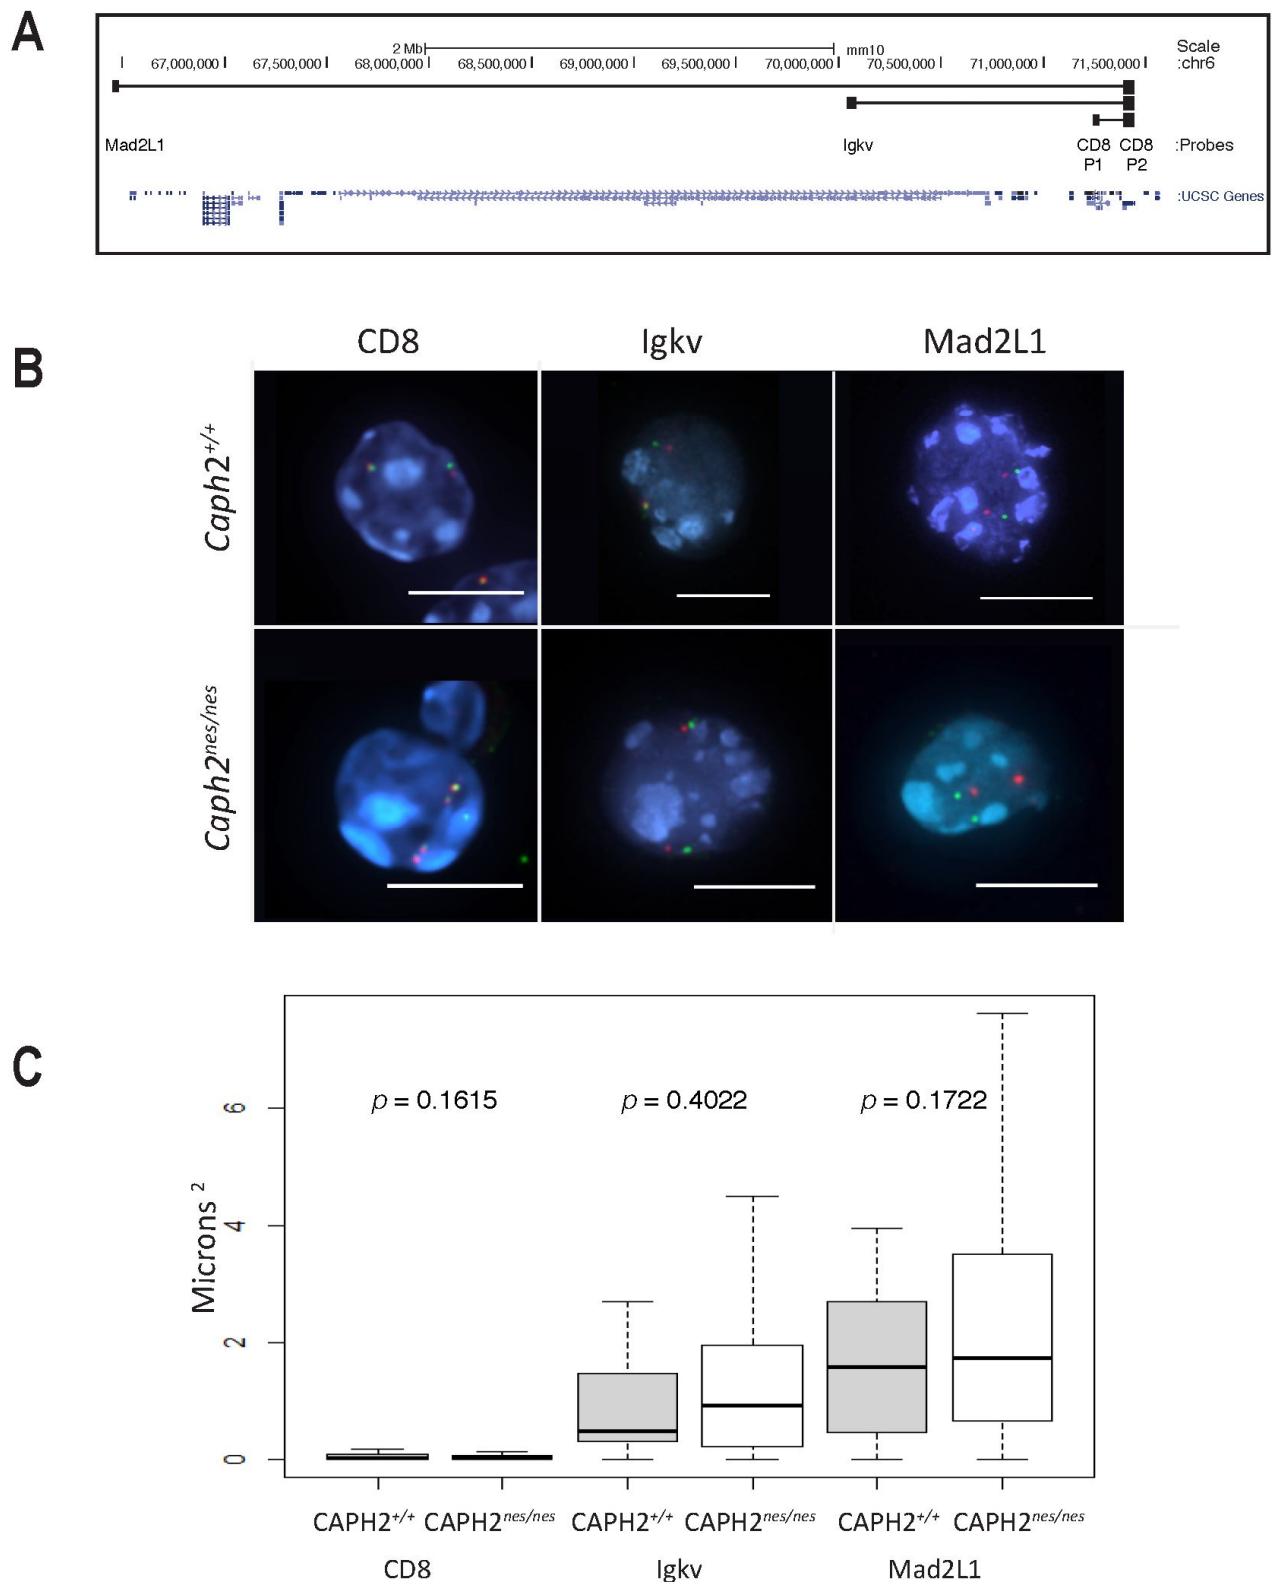 A
2 Mb mm10 Scale
67,000,000 67,500,000 68,000,000 68,500,000 69,000,000 69,500,000 70,000,000 70,500,000 71,000,000 71,500,000 :chr6
Mad2L1 Igkv CD8 P1 CD8 P2 :Probes
:UCSC Genes
B
CD8 Igkv Mad2L1
Caph2+/+
Caph2nes/nes
C
p = 0.1615 p = 0.4022 p = 0.1722
Microns 2
6
4
2
0
CAPH2+/+ CAPH2nes/nes CAPH2+/+ CAPH2nes/nes CAPH2+/+ CAPH2nes/nes
CD8 Igkv Mad2L1